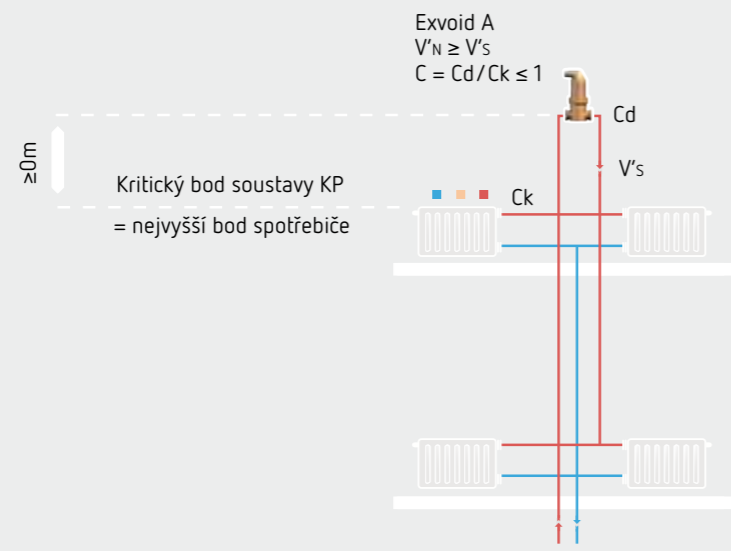 Exvoid A
V'N ≥ V's
C = Cd/Ck ≤ 1
Cd
V's
≥0m
Kritický bod soustavy KP
= nejvyšší bod spotřebiče
Ck